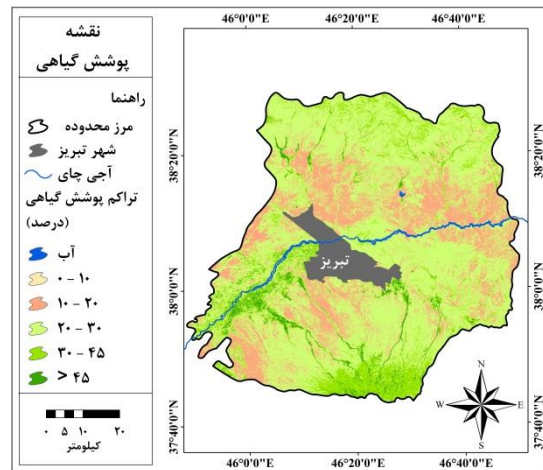 نقشه
پوشش گیاهی
راهنما
مرز محدوده
شهر تبریز
آجی چای
تراکم پوشش گیاهی
(درصد)
آب
۰ - ۱۰
۱۰ - ۲۰
۲۰ - ۳۰
۳۰ - ۴۵
> ۴۵
۰ ۵ ۱۰ ۲۰
کیلومتر
46°0'0"E 46°20'0"E 46°40'0"E
38°20'0"N 38°20'0"N
38°0'0"N 38°0'0"N
37°40'0"N 37°40'0"N
تبریز
N
W E
S
46°0'0"E 46°20'0"E 46°40'0"E